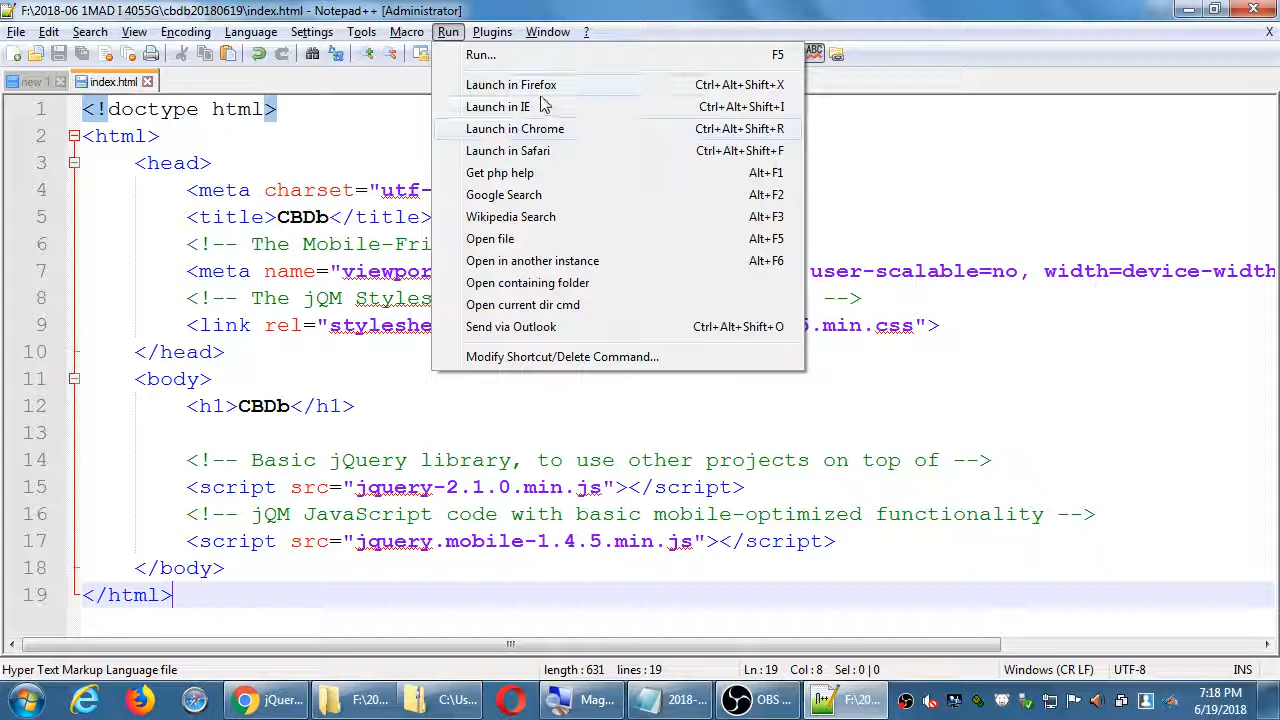 F:\2018-06 1MAD I 4055G\cbdb20180619\index.html - Notepad++ [Administrator]
File Edit Search View Encoding Language Settings Tools Macro Run Plugins Window ? X
new 1 index.html
Run... F5
Launch in Firefox Ctrl+Alt+Shift+X
Launch in IE Ctrl+Alt+Shift+I
Launch in Chrome Ctrl+Alt+Shift+R
Launch in Safari Ctrl+Alt+Shift+F
Get php help Alt+F1
Google Search Alt+F2
Wikipedia Search Alt+F3
Open file Alt+F5
Open in another instance Alt+F6
Open containing folder
Open current dir cmd
Send via Outlook Ctrl+Alt+Shift+O
Modify Shortcut/Delete Command...
1 <!doctype html>
2 <html>
3 <head>
4 <meta charset="utf-
5 <title>CBDb</title>
6 <!-- The Mobile-Fri
7 <meta name="viewpor user-scalable=no, width=device-width
8 <!-- The jQM Styles -->
9 <link rel="styleshe .min.css">
10 </head>
11 <body>
12 <h1>CBDb</h1>
13
14 <!-- Basic jQuery library, to use other projects on top of -->
15 <script src="jquery-2.1.0.min.js"></script>
16 <!-- jQM JavaScript code with basic mobile-optimized functionality -->
17 <script src="jquery.mobile-1.4.5.min.js"></script>
18 </body>
19 </html>
Hyper Text Markup Language file length : 631 lines : 19 Ln : 19 Col : 8 Sel : 0 | 0 Windows (CR LF) UTF-8 INS
jQuer... F:\20... C:\Us... Mag... 2018-... OBS ... F:\20... 7:18 PM
6/19/2018